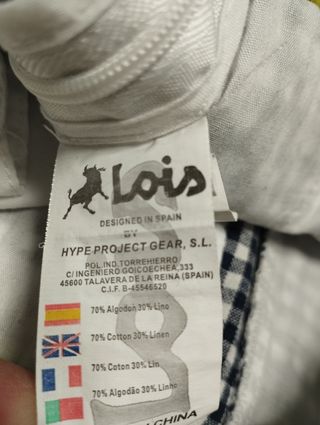 Lois
DESIGNED IN SPAIN
BY
HYPE PROJECT GEAR, S.L.
POL.IND.TORREHIERRO
C/ INGENIERO GOICOECHEA,333
45600 TALAVERA DE LA REINA (SPAIN)
C.I.F. B-45546520
70% Algodon 30% Lino
70% Cotton 30% Linen
70% Coton 30% Lin
70% Algodão 30% Linho
CHINA